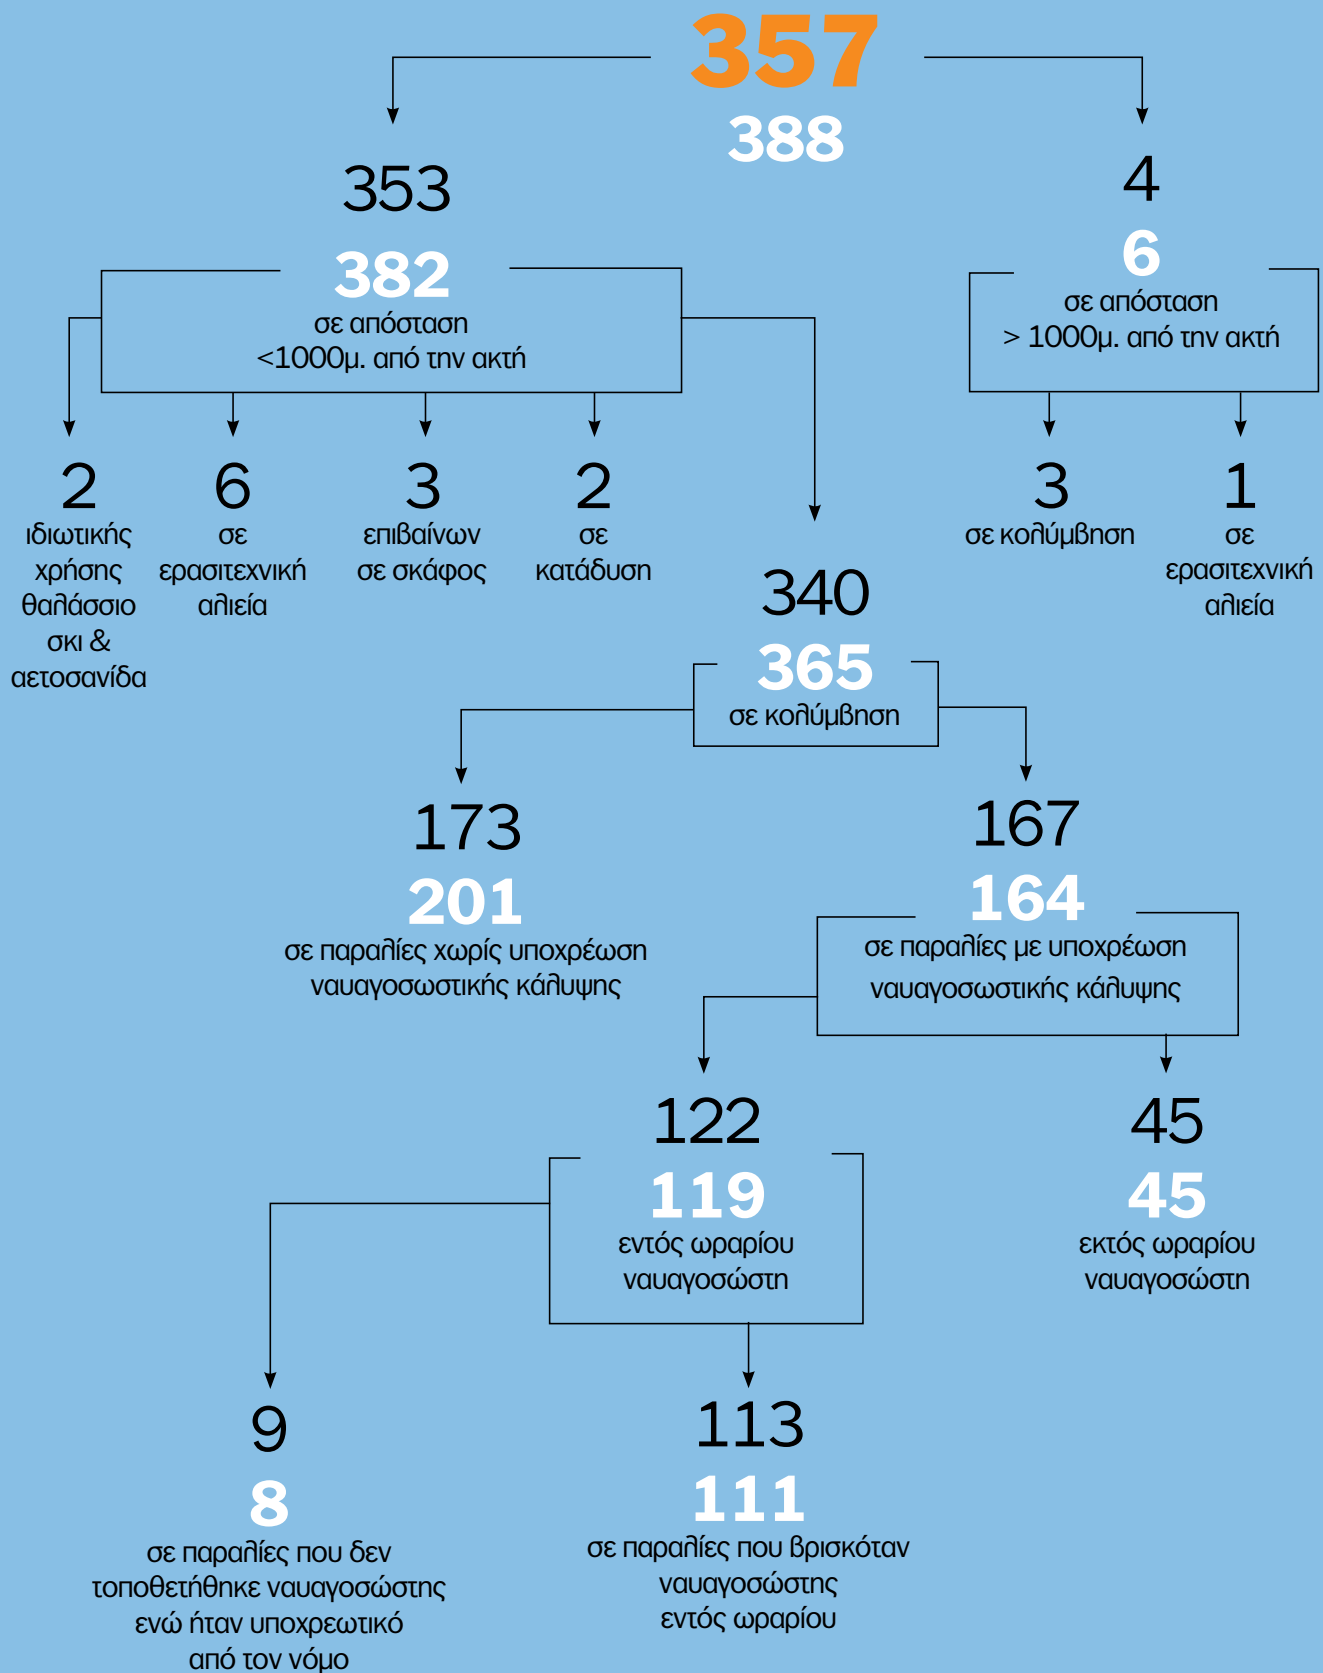 357
388
353
382
σε απόσταση
<1000μ. από την ακτή
4
6
σε απόσταση
> 1000μ. από την ακτή
2
ιδιωτικής
χρήσης
θαλάσσιο
σκι &
αετοσανίδα
6
σε
ερασιτεχνική
αλιεία
3
επιβαίνων
σε σκάφος
2
σε
κατάδυση
340
365
σε κολύμβηση
3
σε κολύμβηση
1
σε
ερασιτεχνική
αλιεία
173
201
σε παραλίες χωρίς υποχρέωση
ναυαγοσωστικής κάλυψης
167
164
σε παραλίες με υποχρέωση
ναυαγοσωστικής κάλυψης
122
119
εντός ωραρίου
ναυαγοσώστη
45
45
εκτός ωραρίου
ναυαγοσώστη
9
8
σε παραλίες που δεν
τοποθετήθηκε ναυαγοσώστης
ενώ ήταν υποχρεωτικό
από τον νόμο
113
111
σε παραλίες που βρισκόταν
ναυαγοσώστης
εντός ωραρίου